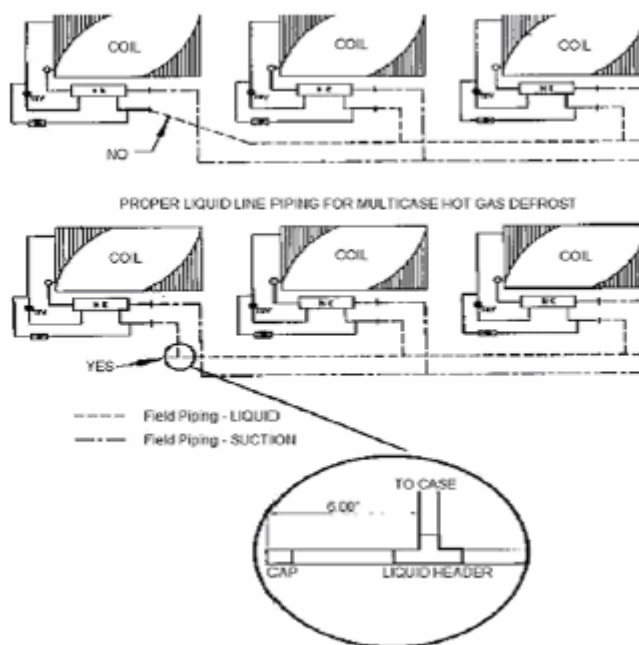 COIL
COIL
COIL
NO
PROPER LIQUID LINE PIPING FOR MULTICASE HOT GAS DEFROST
COIL
COIL
COIL
YES
Field Piping - LIQUID
Field Piping - SUCTION
TO CASE
6.00"
CAP
LIQUID HEADER